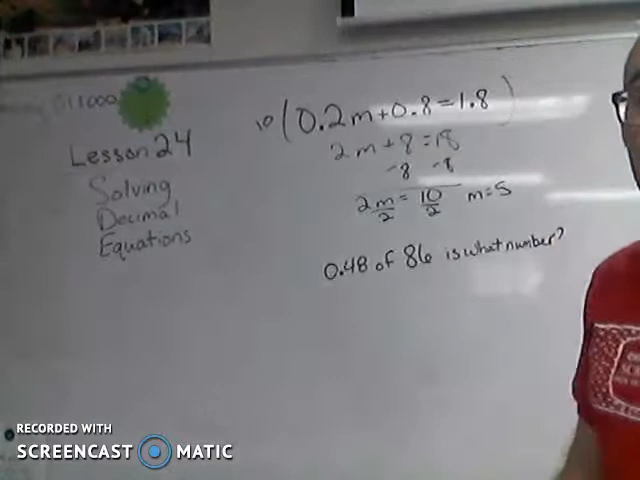 Lesson 24
Solving
Decimal
Equations
10(0.2m+0.8=1.8)
2m+8=18
-8 -8
2m/2=10/2 m=5
0.48 of 86 is what number?
RECORDED WITH
SCREENCAST MATIC